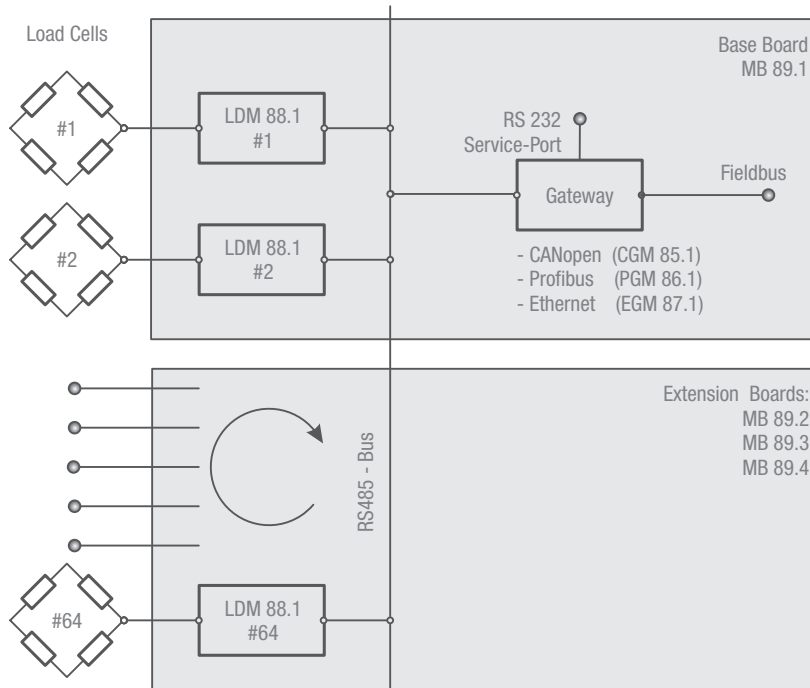 Load Cells
Base Board
MB 89.1
#1
LDM 88.1
#1
RS 232
Service-Port
Gateway
Fieldbus
#2
LDM 88.1
#2
- CANopen (CGM 85.1)
- Profibus (PGM 86.1)
- Ethernet (EGM 87.1)
Extension Boards:
MB 89.2
MB 89.3
MB 89.4
RS485 - Bus
#64
LDM 88.1
#64